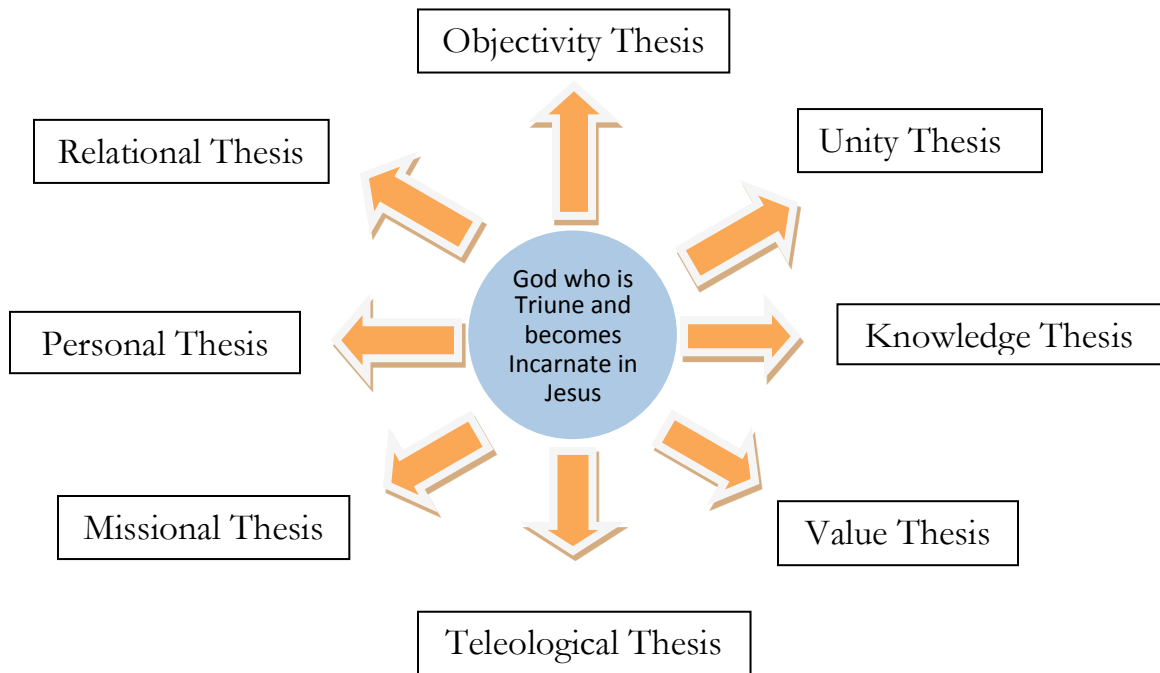 Objectivity Thesis
Relational Thesis
Unity Thesis
God who is
Triune and
becomes
Incarnate in
Jesus
Personal Thesis
Knowledge Thesis
Missional Thesis
Value Thesis
Teleological Thesis